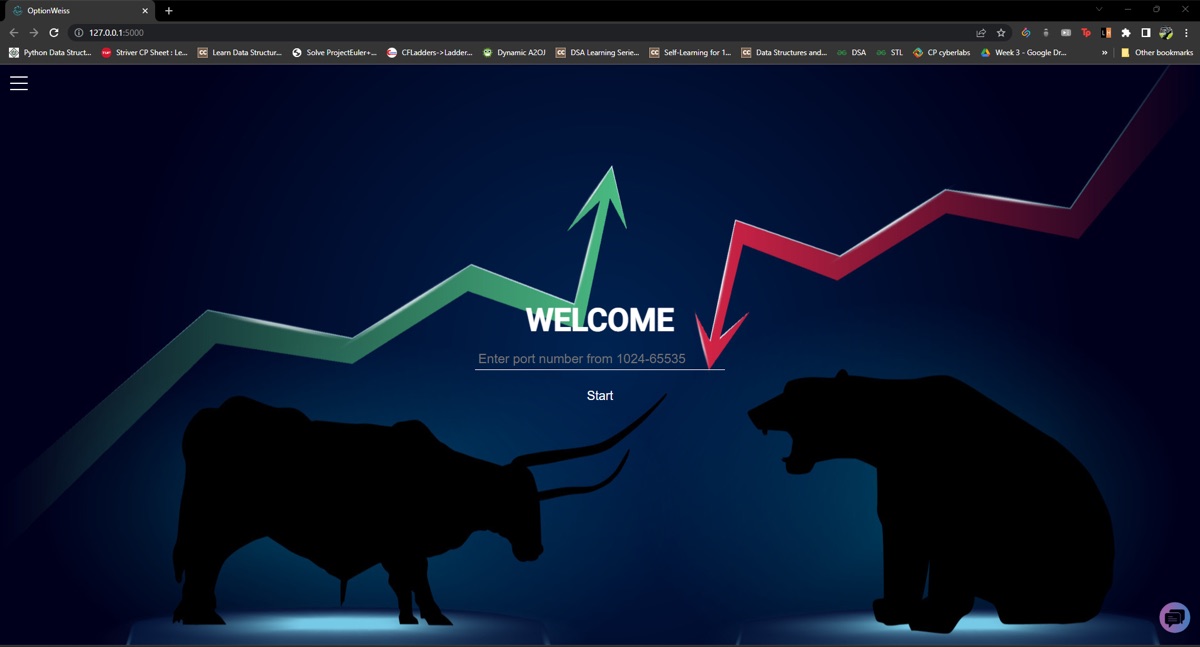 OptionWeiss
127.0.0.1:5000
Python Data Struct...
Striver CP Sheet : Le...
Learn Data Structur...
Solve ProjectEuler+...
CFLadders->Ladder...
Dynamic A2OJ
DSA Learning Serie...
Self-Learning for 1...
Data Structures and...
DSA
STL
CP cyberlabs
Week 3 - Google Dr...
Other bookmarks
WELCOME
Enter port number from 1024-65535
Start